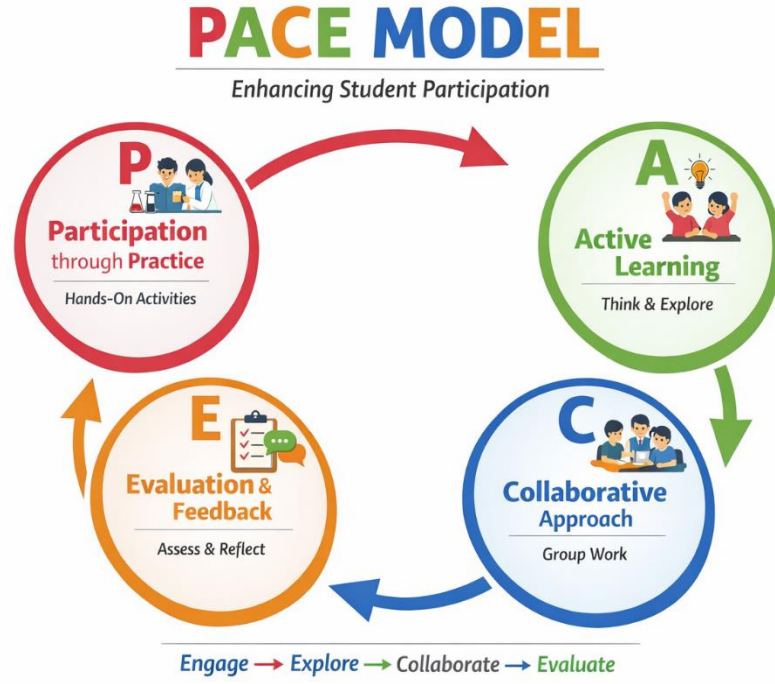 PACE MODEL
Enhancing Student Participation
P
Participation
through Practice
Hands-On Activities
A
Active
Learning
Think & Explore
C
Collaborative
Approach
Group Work
E
Evaluation &
Feedback
Assess & Reflect
Engage → Explore → Collaborate → Evaluate